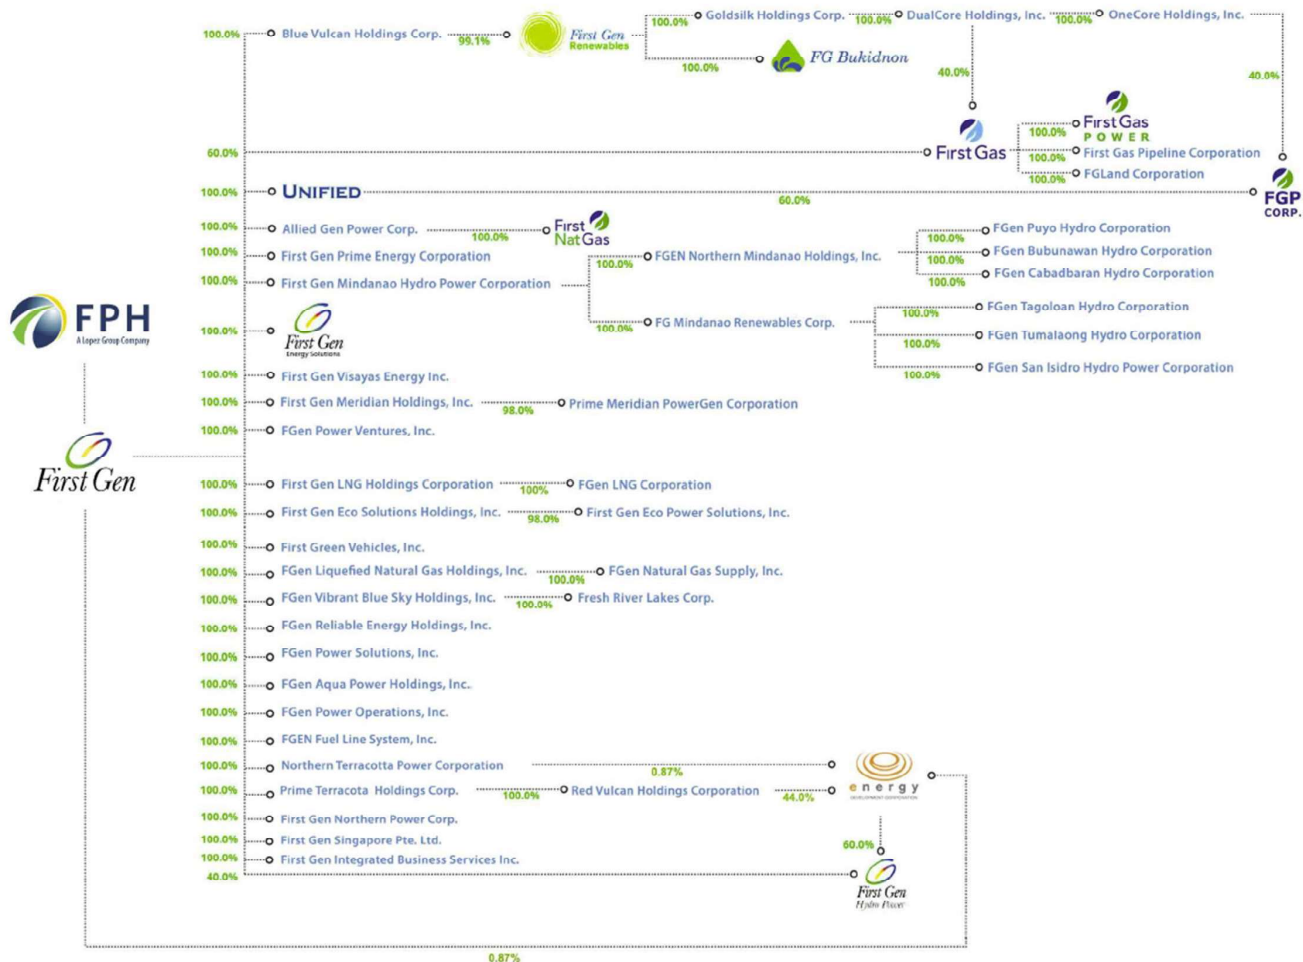 100.0%
Blue Vulcan Holdings Corp.
99.1%
First Gen
Renewables
100.0%
Goldsilk Holdings Corp.
100.0%
DualCore Holdings, Inc.
100.0%
OneCore Holdings, Inc.
100.0%
FG Bukidnon
40.0%
40.0%
60.0%
First Gas
100.0%
First Gas
POWER
100.0%
First Gas Pipeline Corporation
100.0%
FGLand Corporation
100.0%
UNIFIED
60.0%
FGP
CORP.
100.0%
Allied Gen Power Corp.
100.0%
First
NatGas
100.0%
First Gen Prime Energy Corporation
100.0%
First Gen Mindanao Hydro Power Corporation
100.0%
FGEN Northern Mindanao Holdings, Inc.
100.0%
FGen Puyo Hydro Corporation
100.0%
FGen Bubunawan Hydro Corporation
100.0%
FGen Cabadbaran Hydro Corporation
100.0%
FG Mindanao Renewables Corp.
100.0%
FGen Tagoloan Hydro Corporation
100.0%
FGen Tumalaong Hydro Corporation
100.0%
FGen San Isidro Hydro Power Corporation
FPH
A Lopez Group Company
100.0%
First Gen
Energy Solutions
100.0%
First Gen Visayas Energy Inc.
100.0%
First Gen Meridian Holdings, Inc.
98.0%
Prime Meridian PowerGen Corporation
100.0%
FGen Power Ventures, Inc.
First Gen
100.0%
First Gen LNG Holdings Corporation
100%
FGen LNG Corporation
100.0%
First Gen Eco Solutions Holdings, Inc.
98.0%
First Gen Eco Power Solutions, Inc.
100.0%
First Green Vehicles, Inc.
100.0%
FGen Liquefied Natural Gas Holdings, Inc.
100.0%
FGen Natural Gas Supply, Inc.
100.0%
FGen Vibrant Blue Sky Holdings, Inc.
100.0%
Fresh River Lakes Corp.
100.0%
FGen Reliable Energy Holdings, Inc.
100.0%
FGen Power Solutions, Inc.
100.0%
FGen Aqua Power Holdings, Inc.
100.0%
FGen Power Operations, Inc.
100.0%
FGEN Fuel Line System, Inc.
100.0%
Northern Terracotta Power Corporation
0.87%
100.0%
Prime Terracota Holdings Corp.
100.0%
Red Vulcan Holdings Corporation
44.0%
energy
DEVELOPMENT CORPORATION
100.0%
First Gen Northern Power Corp.
100.0%
First Gen Singapore Pte. Ltd.
100.0%
First Gen Integrated Business Services Inc.
40.0%
60.0%
First Gen
Hydro Power
0.87%